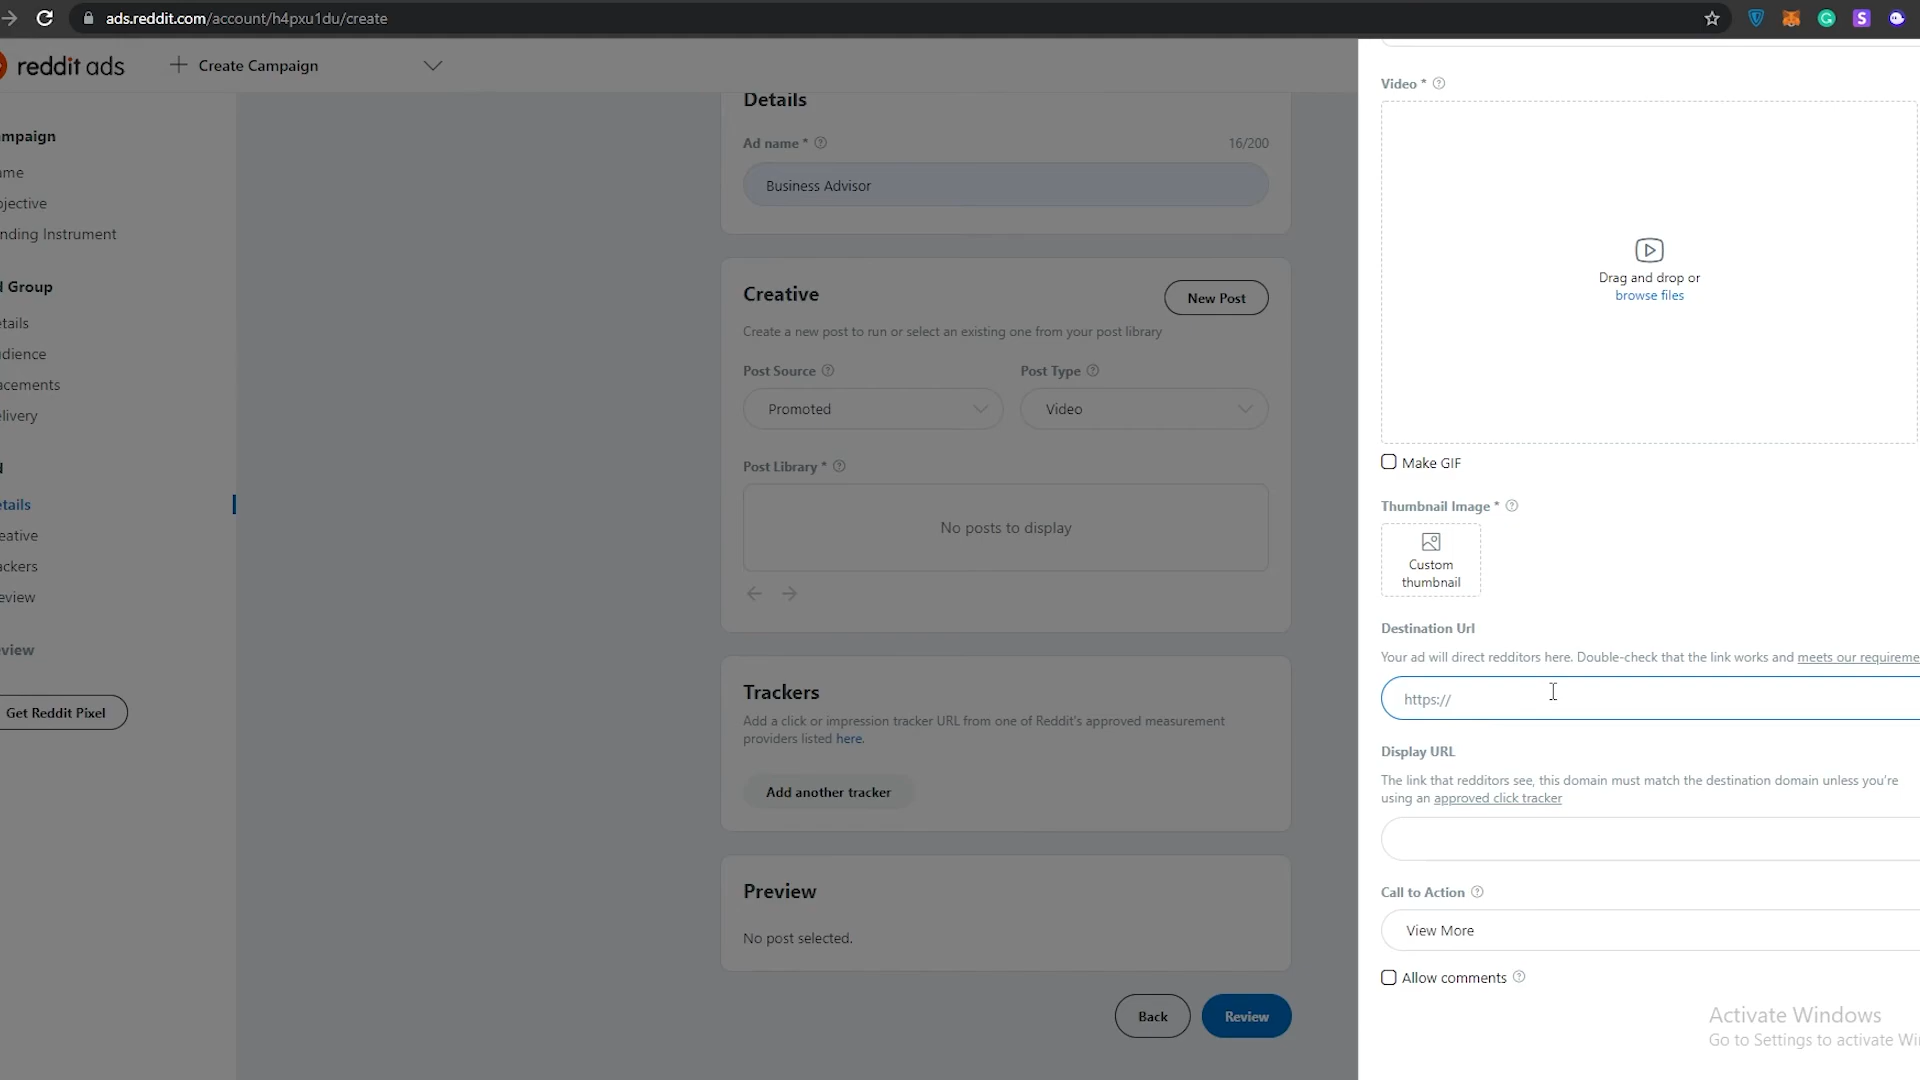 ads.reddit.com/account/h4pxu1du/create
reddit ads
Create Campaign
mpaign
ame
bjective
nding Instrument
d Group
etails
udience
acements
elivery
d
etails
eative
ackers
eview
view
Get Reddit Pixel
Details
Ad name * 16/200
Business Advisor
Creative
New Post
Create a new post to run or select an existing one from your post library
Post Source Post Type
Promoted Video
Post Library *
No posts to display
Trackers
Add a click or impression tracker URL from one of Reddit's approved measurement
providers listed here.
Add another tracker
Preview
No post selected.
Back Review
Video *
Drag and drop or
browse files
Make GIF
Thumbnail Image *
Custom
thumbnail
Destination Url
Your ad will direct redditors here. Double-check that the link works and meets our requireme
https://
Display URL
The link that redditors see, this domain must match the destination domain unless you're
using an approved click tracker
Call to Action
View More
Allow comments
Activate Windows
Go to Settings to activate Wi